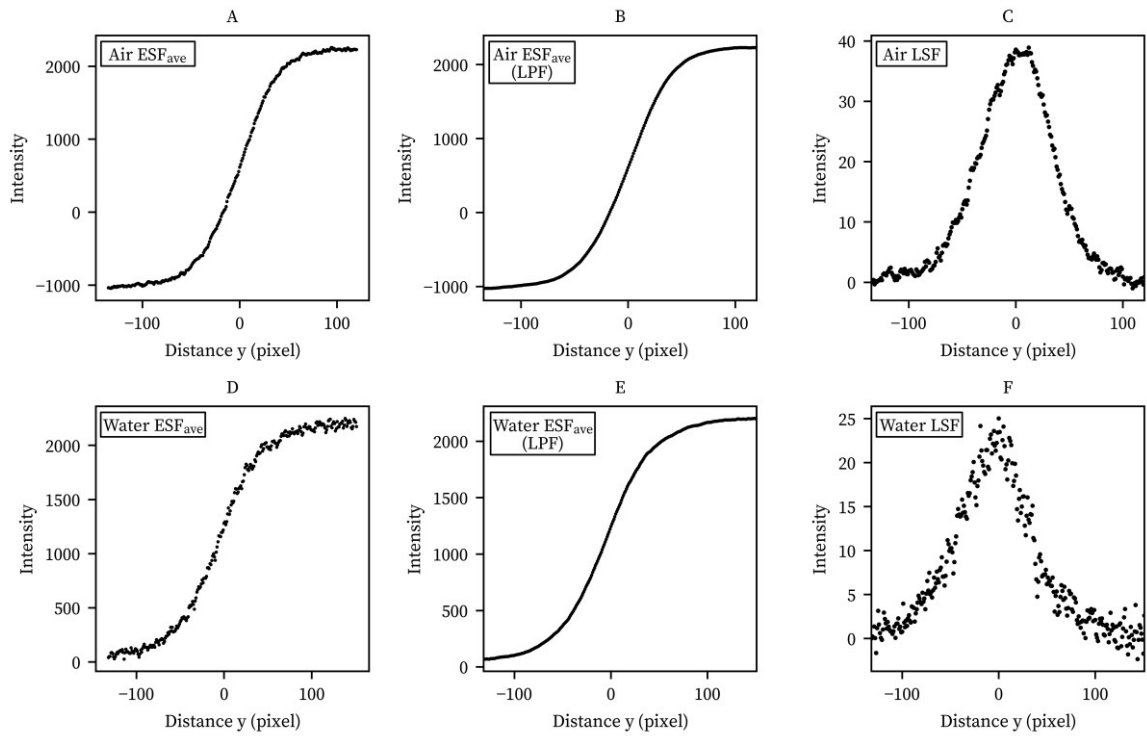 A
Air ESFave
2000
1000
0
−1000
−100 0 100
Intensity
Distance y (pixel)
B
Air ESFave
(LPF)
2000
1000
0
−1000
−100 0 100
Intensity
Distance y (pixel)
C
Air LSF
40
30
20
10
0
−100 0 100
Intensity
Distance y (pixel)
D
Water ESFave
2000
1500
1000
500
0
−100 0 100
Intensity
Distance y (pixel)
E
Water ESFave
(LPF)
2000
1500
1000
500
0
−100 0 100
Intensity
Distance y (pixel)
F
Water LSF
25
20
15
10
5
0
−100 0 100
Intensity
Distance y (pixel)